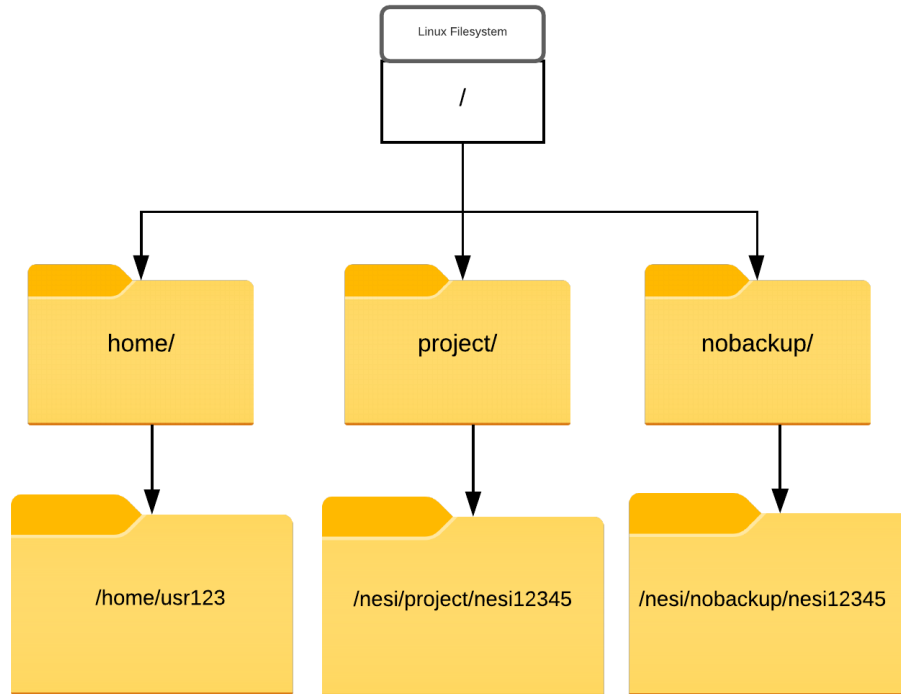 Linux Filesystem
/
home/
project/
nobackup/
/home/usr123
/nesi/project/nesi12345
/nesi/nobackup/nesi12345